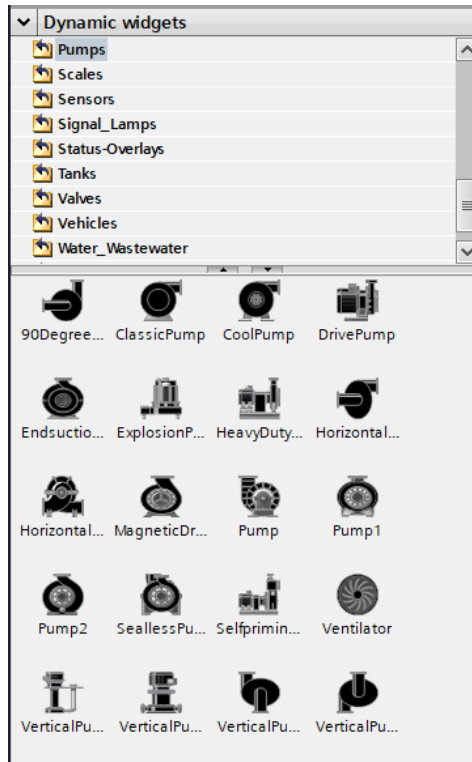 Dynamic widgets
Pumps
Scales
Sensors
Signal_Lamps
Status-Overlays
Tanks
Valves
Vehicles
Water_Wastewater
90Degree... ClassicPump CoolPump DrivePump
Endsuctio... ExplosionP... HeavyDuty... Horizontal...
Horizontal... MagneticDr... Pump Pump1
Pump2 SeallessPu... Selfprimin... Ventilator
VerticalPu... VerticalPu... VerticalPu... VerticalPu...